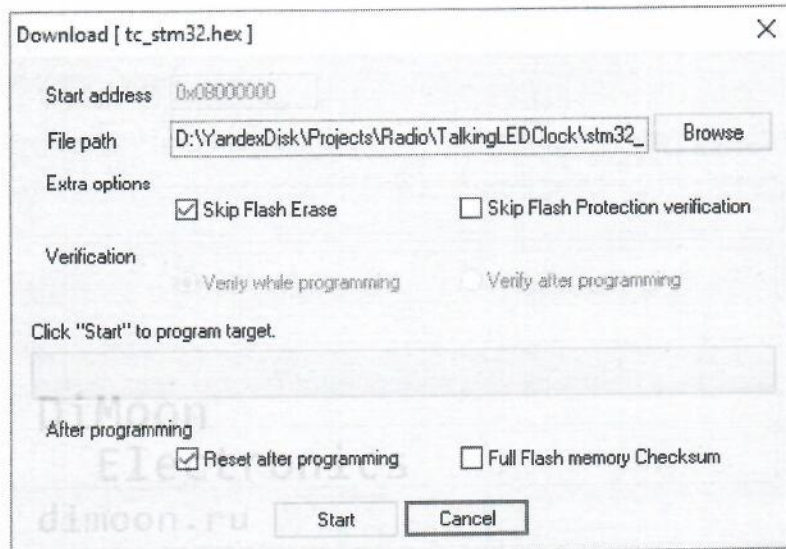 Download [ tc_stm32.hex ]
Start address 0x08000000
File path D:\YandexDisk\Projects\Radio\TalkingLEDClock\stm32_ Browse
Extra options
Skip Flash Erase Skip Flash Protection verification
Verification
Verify while programming Verify after programming
Click "Start" to program target.
DiMoon
After programming
Electronics
Reset after programming Full Flash memory Checksum
dimoon.ru Start Cancel